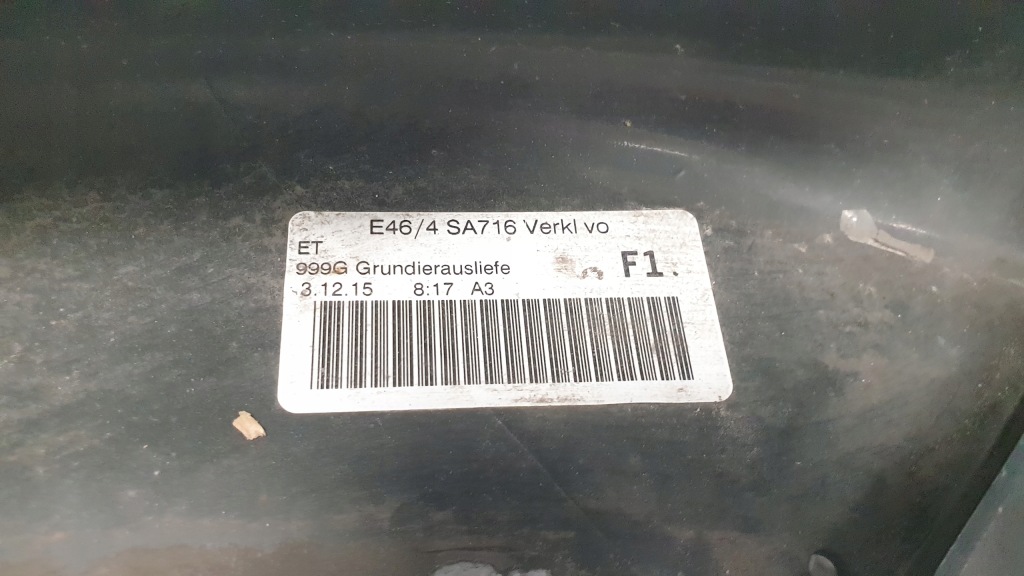 E46/4 SA716 Verkl vo
ET
999G Grundierausliefe F1.
3.12.15 8:17 A3